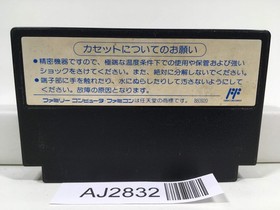 カセットについてのお願い
●精密機器ですので、極端な温度条件下での使用や保管および強い
ショックをさけてください。また、絶対に分解しないでください。
●端子部に手を触れたり、水にぬらしたりして汚さないようにして
ください。故障の原因となります。
ファミリーコンピュータ ファミコンは任天堂の商標です。
AJ2832